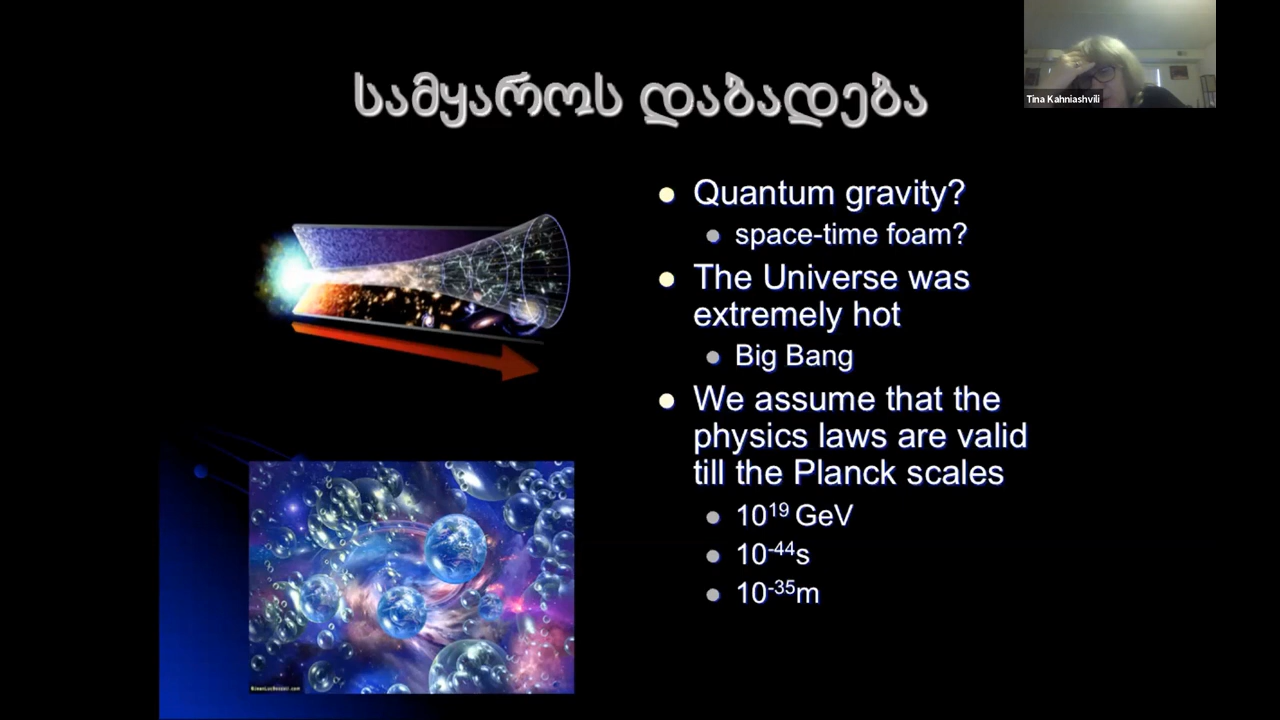 სამყაროს დაბადება
Tina Kahniashvili
Quantum gravity?
space-time foam?
The Universe was
extremely hot
Big Bang
We assume that the
physics laws are valid
till the Planck scales
10¹⁹ GeV
10⁻⁴⁴s
10⁻³⁵m